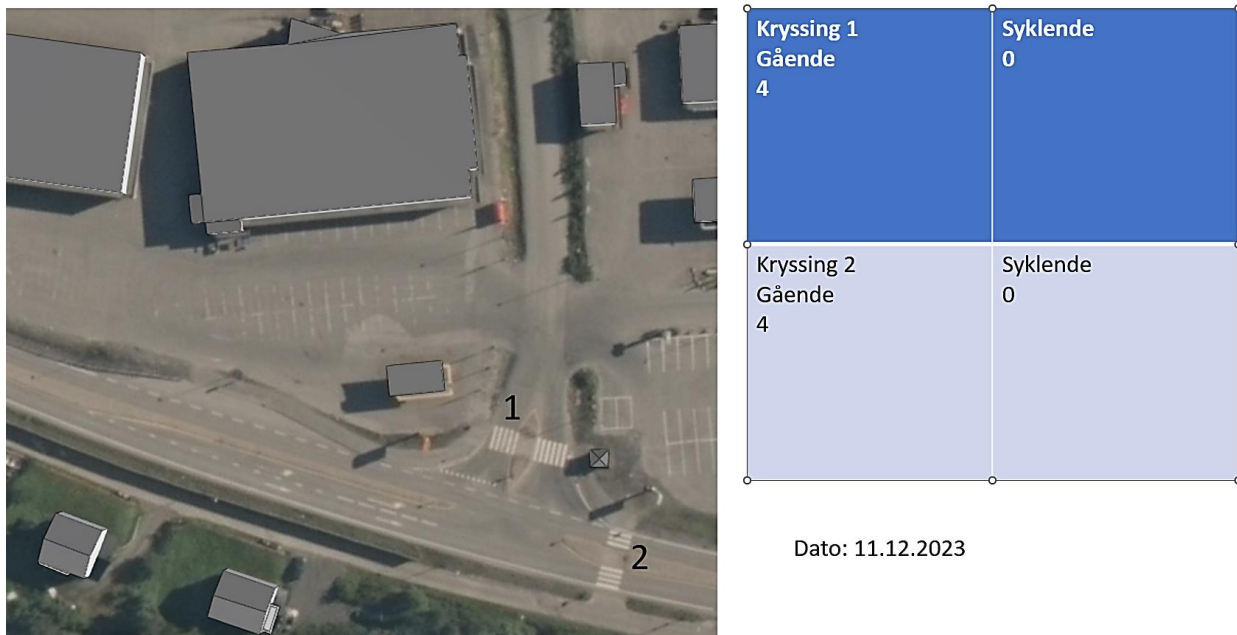 1
2
Kryssing 1
Gående
4
Syklende
0
Kryssing 2
Gående
4
Syklende
0
Dato: 11.12.2023